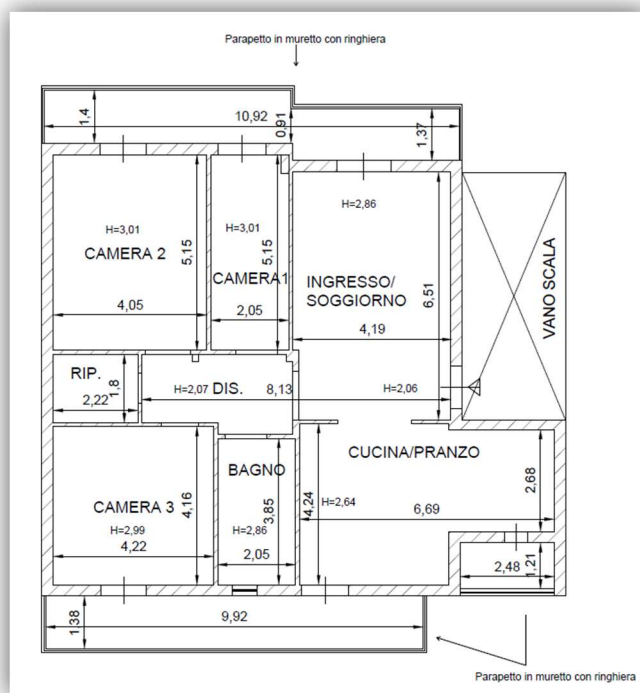 Parapetto in muretto con ringhiera
1,4
10,92
0,91
1,37
H=3,01
CAMERA 2
5,15
4,05
H=3,01
CAMERA1
5,15
2,05
H=2,86
INGRESSO/
SOGGIORNO
6,51
4,19
VANO SCALA
RIP.
1,8
2,22
H=2,07
DIS.
8,13
H=2,06
CAMERA 3
4,16
H=2,99
4,22
BAGNO
3,85
H=2,86
2,05
CUCINA/PRANZO
4,24
H=2,64
6,69
2,68
2,48
1,21
1,38
9,92
Parapetto in muretto con ringhiera